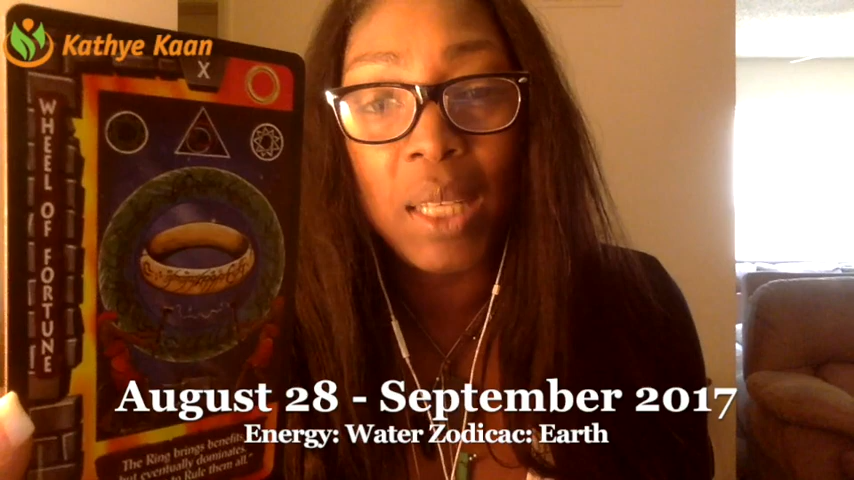 Kathye Kaan
X
WHEEL OF FORTUNE
The Ring brings benefits
but eventually dominates.
to Rule them all."
August 28 - September 2017
Energy: Water Zodicac: Earth